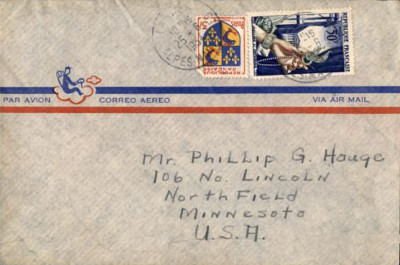 PAR AVION CORREO AEREO VIA AIR MAIL
Mr. Phillip G. Hauge
106 No. Lincoln
Northfield
Minnesota
U.S.A.